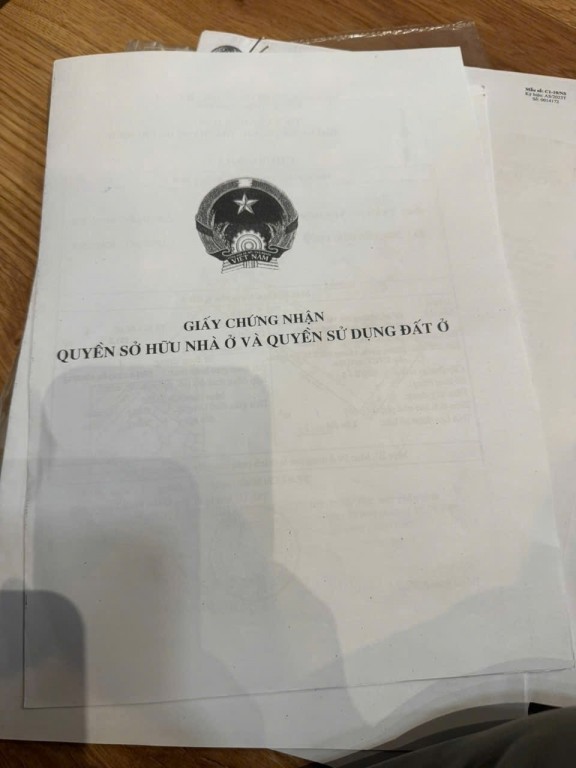 VIỆT NAM
GIẤY CHỨNG NHẬN
QUYỀN SỞ HỮU NHÀ Ở VÀ QUYỀN SỬ DỤNG ĐẤT Ở